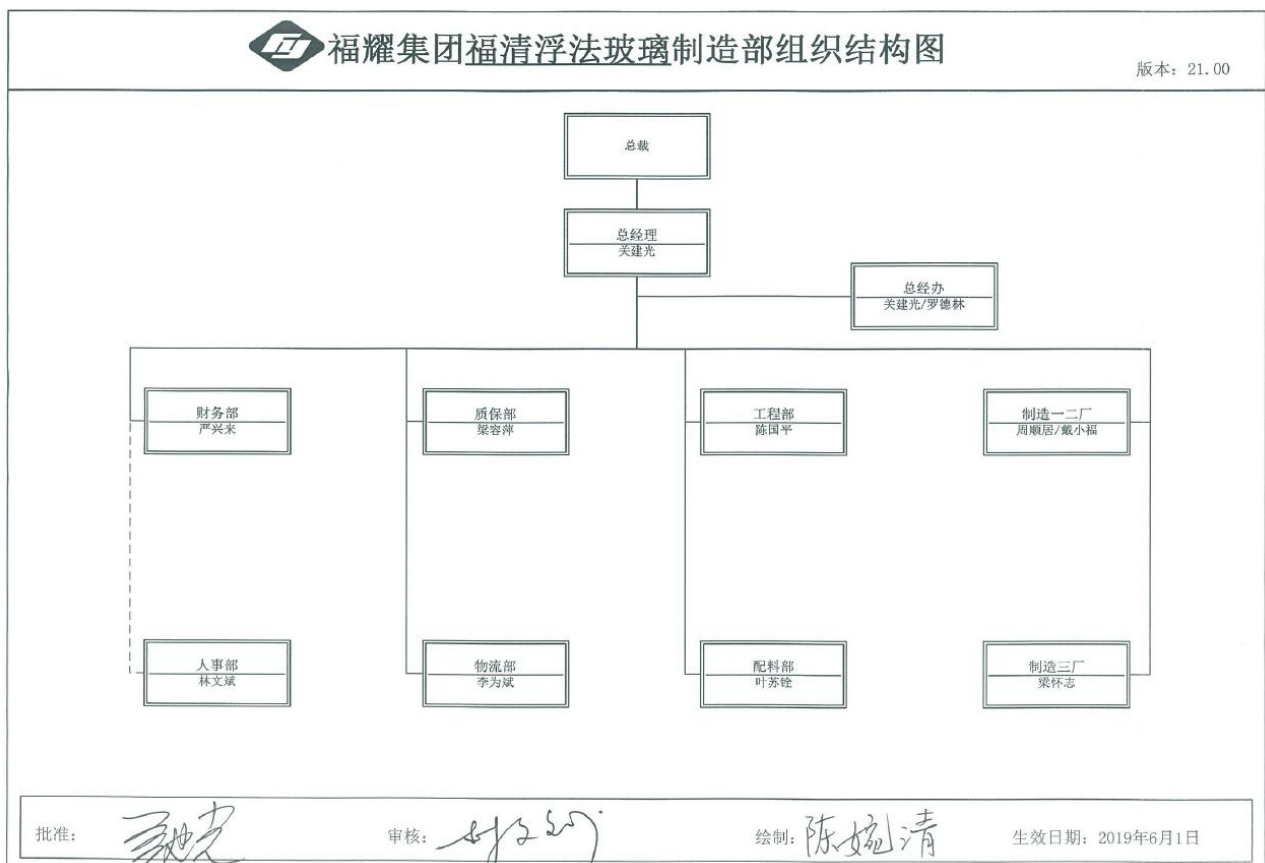 福耀集团福清浮法玻璃制造部组织结构图
版本：21.00
总裁
总经理
关建光
总经办
关建光/罗德林
财务部
严兴来
质保部
梁容萍
工程部
陈国平
制造一二厂
周顺居/戴小福
人事部
林文斌
物流部
李为斌
配料部
叶苏铨
制造三厂
梁怀志
批准：
审核：
绘制：陈婉清
生效日期：2019年6月1日